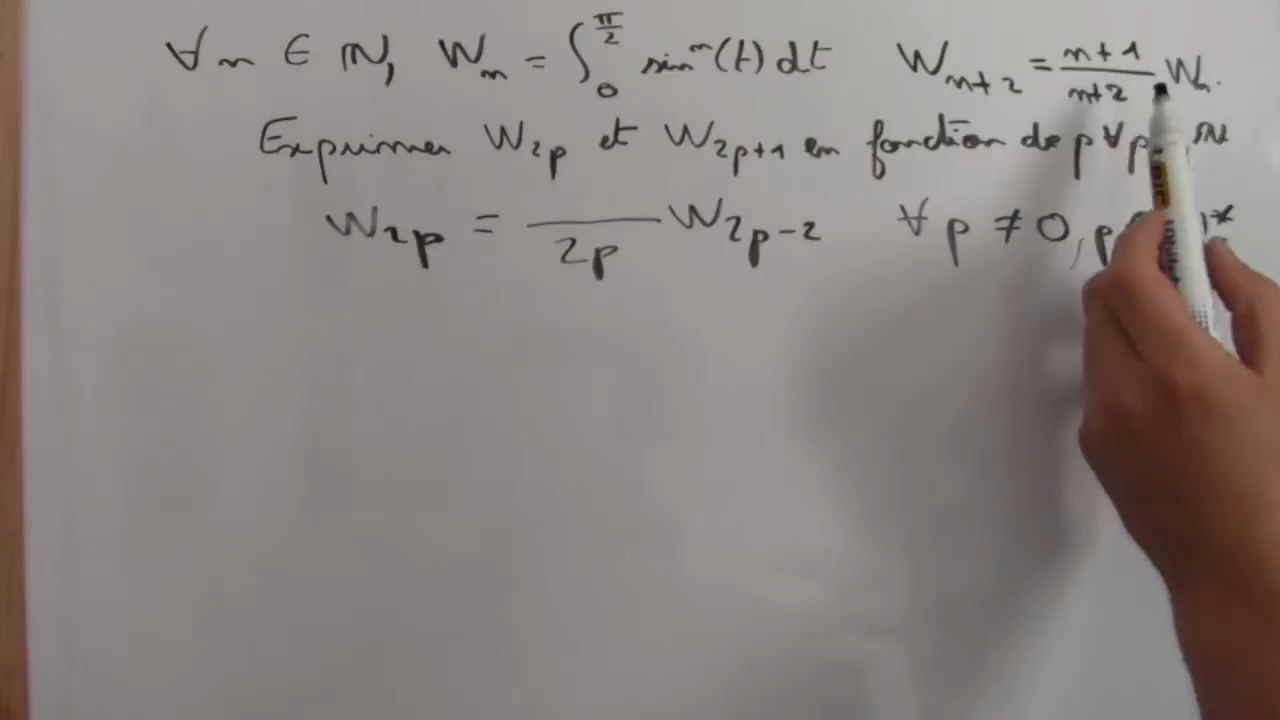 ∀n ∈ ℕ, Wₙ = ∫₀^{π/2} sinⁿ(t) dt Wₙ₊₂ = (n+1)/(n+2) Wₙ.
Exprimer W₂ₚ et W₂ₚ₊₁ en fonction de p ∀p ℕ
W₂ₚ = /2p W₂ₚ₋₂ ∀p ≠ 0, p *